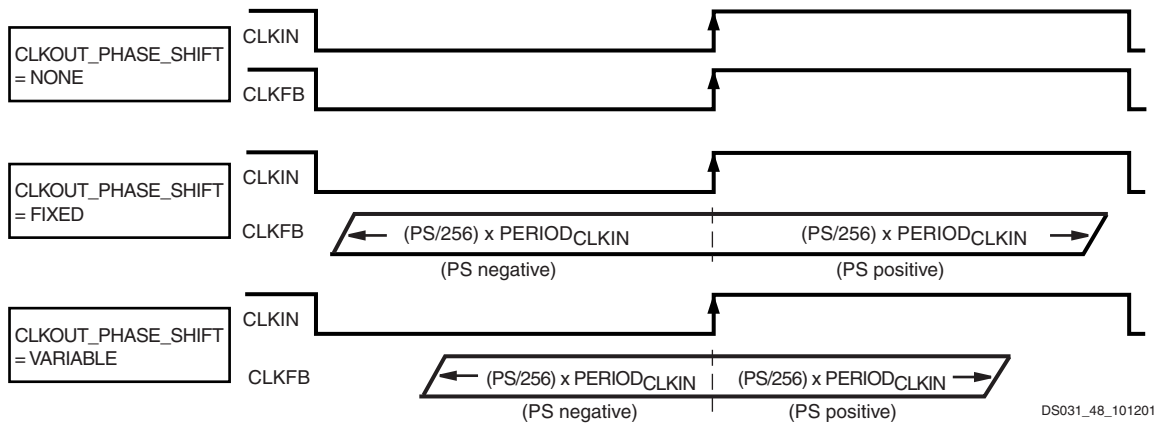 CLKOUT_PHASE_SHIFT
= NONE
CLKIN
CLKFB
CLKOUT_PHASE_SHIFT
= FIXED
CLKIN
CLKFB
(PS/256) x PERIODCLKIN
(PS/256) x PERIODCLKIN
(PS negative)
(PS positive)
CLKOUT_PHASE_SHIFT
= VARIABLE
CLKIN
CLKFB
(PS/256) x PERIODCLKIN
(PS/256) x PERIODCLKIN
(PS negative)
(PS positive)
DS031_48_101201